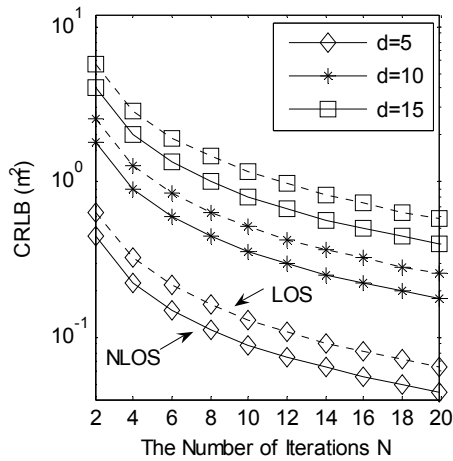 10^1
10^0
10^-1
CRLB (m^2)
d=5
d=10
d=15
LOS
NLOS
2 4 6 8 10 12 14 16 18 20
The Number of Iterations N